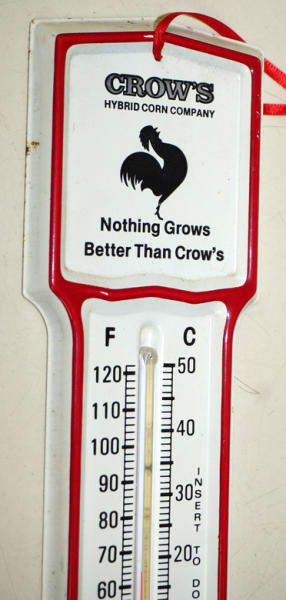 CROW'S
HYBRID CORN COMPANY
Nothing Grows
Better Than Crow's
F C
120 50
110
100 40
90
80 30
70 20
60
INSERT TO DO